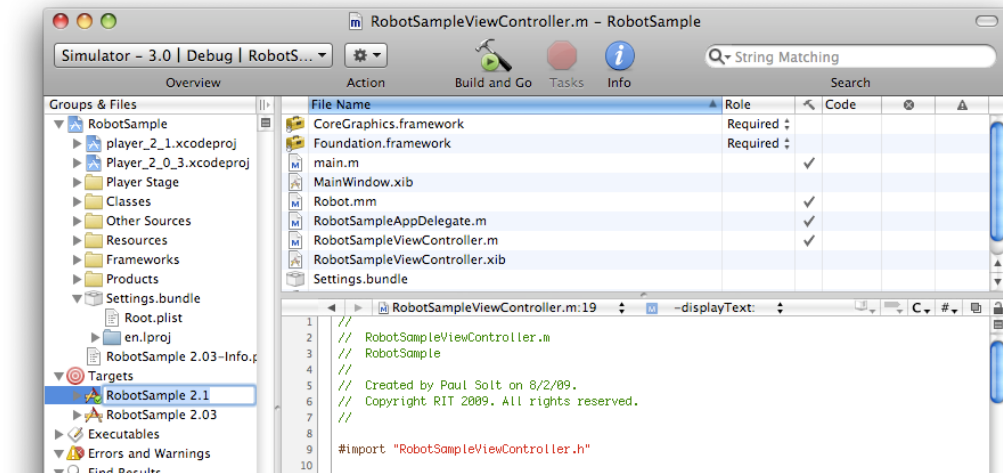 RobotSampleViewController.m – RobotSample
Simulator – 3.0 | Debug | RobotS...
String Matching
Overview Action Build and Go Tasks Info Search
Groups & Files
RobotSample
player_2_1.xcodeproj
Player_2_0_3.xcodeproj
Player Stage
Classes
Other Sources
Resources
Frameworks
Products
Settings.bundle
Root.plist
en.lproj
RobotSample 2.03-Info.p
Targets
RobotSample 2.1
RobotSample 2.03
Executables
Errors and Warnings
Find Results
File Name Role Code
CoreGraphics.framework Required
Foundation.framework Required
main.m
MainWindow.xib
Robot.mm
RobotSampleAppDelegate.m
RobotSampleViewController.m
RobotSampleViewController.xib
Settings.bundle
RobotSampleViewController.m:19 M -displayText: C, #,
1 //
2 // RobotSampleViewController.m
3 // RobotSample
4 //
5 // Created by Paul Solt on 8/2/09.
6 // Copyright RIT 2009. All rights reserved.
7 //
8
9 #import "RobotSampleViewController.h"
10